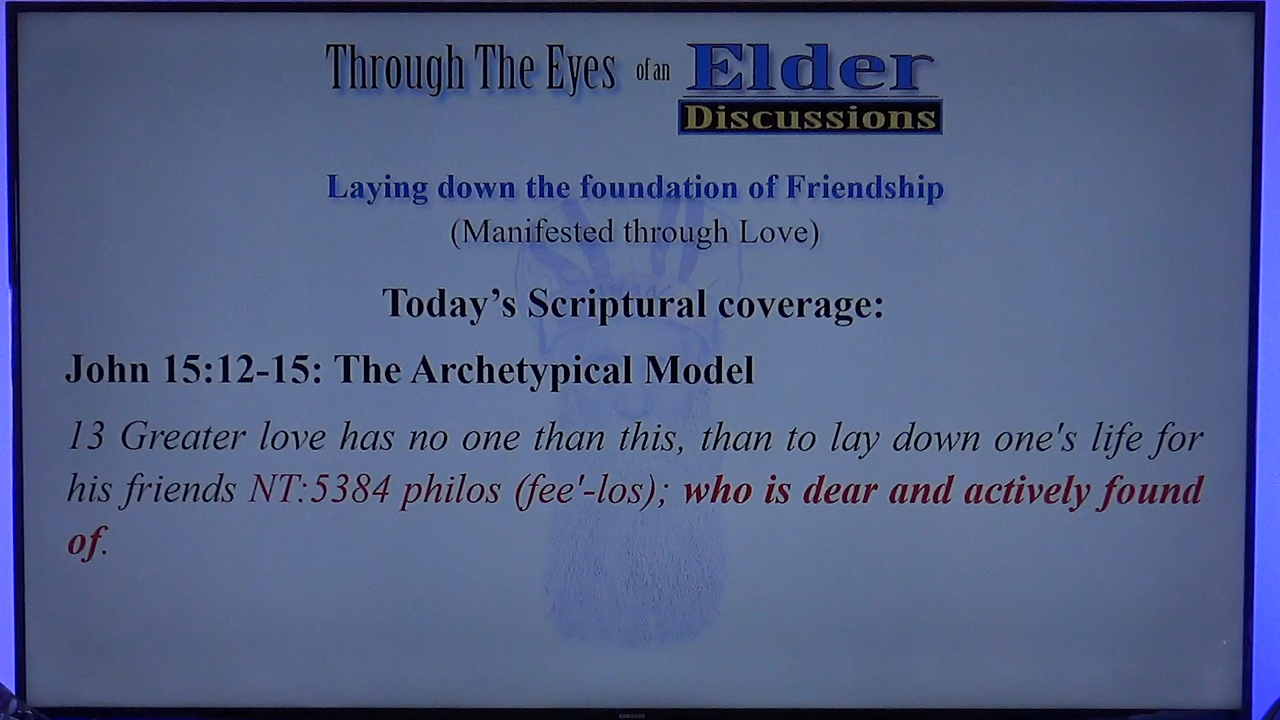 Through The Eyes of an Elder
Discussions
Laying down the foundation of Friendship
(Manifested through Love)
Today’s Scriptural coverage:
John 15:12-15: The Archetypical Model
13 Greater love has no one than this, than to lay down one's life for
his friends NT:5384 philos (fee'-los); who is dear and actively found
of.
SAMSUNG